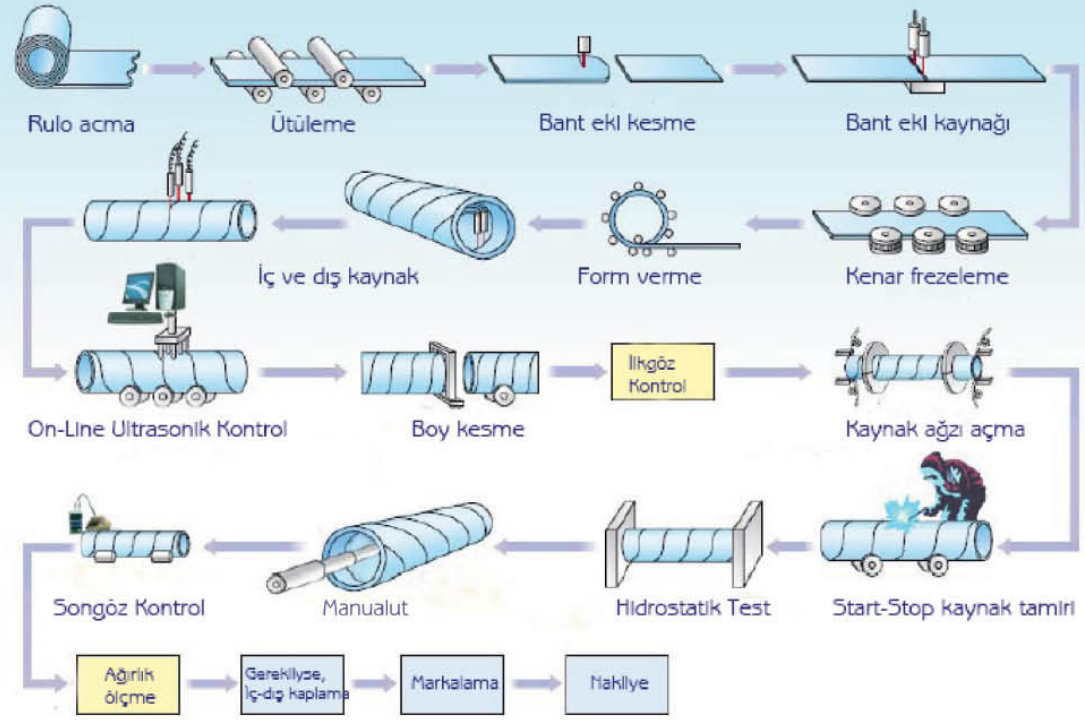 Rulo acma
Ütüleme
Bant eki kesme
Bant eki kaynağı
Kenar frezeleme
Form verme
İç ve dış kaynak
On-Line Ultrasonik Kontrol
Boy kesme
İlkgöz
Kontrol
Kaynak ağzı açma
Start-Stop kaynak tamiri
Hidrostatik Test
Manualut
Songöz Kontrol
Ağırlık
ölçme
Gerekliyse,
İç-dış kaplama
Markalama
Nakliye